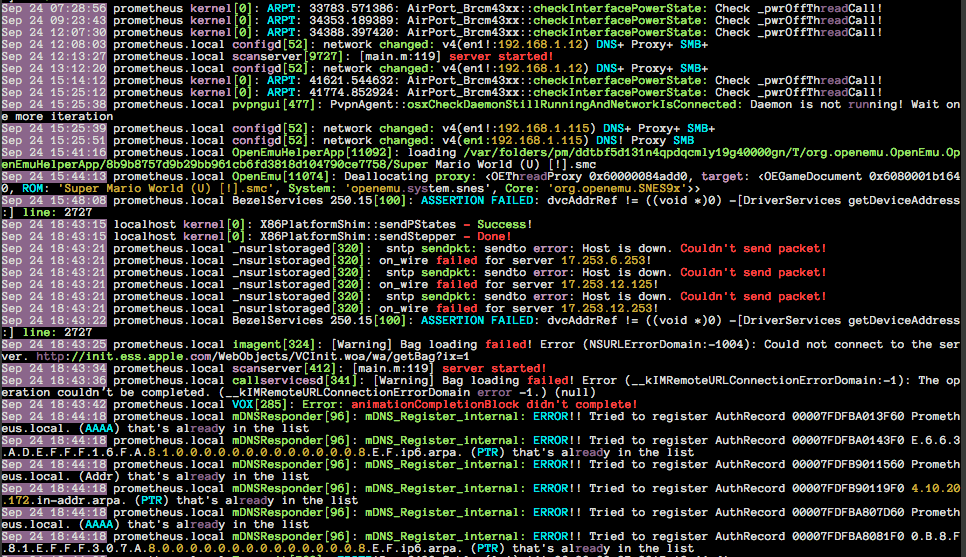 Sep 24 07:28:56 prometheus kernel[0]: ARPT: 33783.571386: AirPort_Brcm43xx::checkInterfacePowerState: Check _pwrOffThreadCall!
Sep 24 09:23:43 prometheus kernel[0]: ARPT: 34353.189389: AirPort_Brcm43xx::checkInterfacePowerState: Check _pwrOffThreadCall!
Sep 24 12:07:30 prometheus kernel[0]: ARPT: 34388.397420: AirPort_Brcm43xx::checkInterfacePowerState: Check _pwrOffThreadCall!
Sep 24 12:08:03 prometheus.local configd[52]: network changed: v4(en1!:192.168.1.12) DNS+ Proxy+ SMB+
Sep 24 12:13:27 prometheus.local scanserver[9727]: [main.m:119] server started!
Sep 24 13:12:20 prometheus.local configd[52]: network changed: v4(en1!:192.168.1.12) DNS+ Proxy+ SMB+
Sep 24 15:14:12 prometheus kernel[0]: ARPT: 41621.544632: AirPort_Brcm43xx::checkInterfacePowerState: Check _pwrOffThreadCall!
Sep 24 15:25:12 prometheus kernel[0]: ARPT: 41774.852924: AirPort_Brcm43xx::checkInterfacePowerState: Check _pwrOffThreadCall!
Sep 24 15:25:38 prometheus.local pvpngui[477]: PvpnAgent::osxCheckDaemonStillRunningAndNetworkIsConnected: Daemon is not running! Wait on
e more iteration
Sep 24 15:25:39 prometheus.local configd[52]: network changed: v4(en1!:192.168.1.115) DNS+ Proxy+ SMB+
Sep 24 15:25:51 prometheus.local configd[52]: network changed: v4(en1:192.168.1.115) DNS! Proxy SMB
Sep 24 15:41:16 prometheus.local OpenEmuHelperApp[11092]: loading /var/folders/pm/ddtbf5d131n4qpdqcmly19g40000gn/T/org.openemu.OpenEmu.Op
enEmuHelperApp/8b9b8757d9b29bb961cb6fd3818d104790ce7758/Super Mario World (U) [!].smc
Sep 24 15:44:13 prometheus.local OpenEmu[11074]: Deallocating proxy: <OEThreadProxy 0x60000084add0, target: <OEGameDocument 0x6080001b164
0, ROM: 'Super Mario World (U) [!].smc', System: 'openemu.system.snes', Core: 'org.openemu.SNES9x'>>
Sep 24 15:48:08 prometheus.local BezelServices 250.15[100]: ASSERTION FAILED: dvcAddrRef != ((void *)0) -[DriverServices getDeviceAddress
:] line: 2727
Sep 24 18:43:15 localhost kernel[0]: X86PlatformShim::sendPStates - Success!
Sep 24 18:43:15 localhost kernel[0]: X86PlatformShim::sendStepper - Done!
Sep 24 18:43:21 prometheus.local _nsurlstoraged[320]:  sntp sendpkt: sendto error: Host is down. Couldn't send packet!
Sep 24 18:43:21 prometheus.local _nsurlstoraged[320]: on_wire failed for server 17.253.6.253!
Sep 24 18:43:21 prometheus.local _nsurlstoraged[320]:  sntp sendpkt: sendto error: Host is down. Couldn't send packet!
Sep 24 18:43:21 prometheus.local _nsurlstoraged[320]: on_wire failed for server 17.253.12.125!
Sep 24 18:43:21 prometheus.local _nsurlstoraged[320]:  sntp sendpkt: sendto error: Host is down. Couldn't send packet!
Sep 24 18:43:21 prometheus.local _nsurlstoraged[320]: on_wire failed for server 17.253.12.253!
Sep 24 18:43:22 prometheus.local BezelServices 250.15[100]: ASSERTION FAILED: dvcAddrRef != ((void *)0) -[DriverServices getDeviceAddress
:] line: 2727
Sep 24 18:43:25 prometheus.local imagent[324]: [Warning] Bag loading failed! Error (NSURLErrorDomain:-1004): Could not connect to the ser
ver. http://init.ess.apple.com/WebObjects/VCInit.woa/wa/getBag?ix=1
Sep 24 18:43:34 prometheus.local scanserver[412]: [main.m:119] server started!
Sep 24 18:43:36 prometheus.local callservicesd[341]: [Warning] Bag loading failed! Error (__kIMRemoteURLConnectionErrorDomain:-1): The op
eration couldn't be completed. (__kIMRemoteURLConnectionErrorDomain error -1.) (null)
Sep 24 18:43:42 prometheus.local VOX[285]: Error: animationCompletionBlock didn't complete!
Sep 24 18:44:18 prometheus.local mDNSResponder[96]: mDNS_Register_internal: ERROR!! Tried to register AuthRecord 00007FDFBA013F60 Prometh
eus.local. (AAAA) that's already in the list
Sep 24 18:44:18 prometheus.local mDNSResponder[96]: mDNS_Register_internal: ERROR!! Tried to register AuthRecord 00007FDFBA0143F0 E.6.6.3
.A.D.E.F.F.F.1.6.F.A.8.1.0.0.0.0.0.0.0.0.0.0.0.0.0.8.E.F.ip6.arpa. (PTR) that's already in the list
Sep 24 18:44:18 prometheus.local mDNSResponder[96]: mDNS_Register_internal: ERROR!! Tried to register AuthRecord 00007FDFB9011560 Prometh
eus.local. (Addr) that's already in the list
Sep 24 18:44:18 prometheus.local mDNSResponder[96]: mDNS_Register_internal: ERROR!! Tried to register AuthRecord 00007FDFB90119F0 4.10.20
.172.in-addr.arpa. (PTR) that's already in the list
Sep 24 18:44:18 prometheus.local mDNSResponder[96]: mDNS_Register_internal: ERROR!! Tried to register AuthRecord 00007FDFBA807D60 Prometh
eus.local. (AAAA) that's already in the list
Sep 24 18:44:18 prometheus.local mDNSResponder[96]: mDNS_Register_internal: ERROR!! Tried to register AuthRecord 00007FDFBA8081F0 0.B.8.F
.8.1.E.F.F.F.3.0.7.A.8.0.0.0.0.0.0.0.0.0.0.0.0.0.0.8.E.F.ip6.arpa. (PTR) that's already in the list